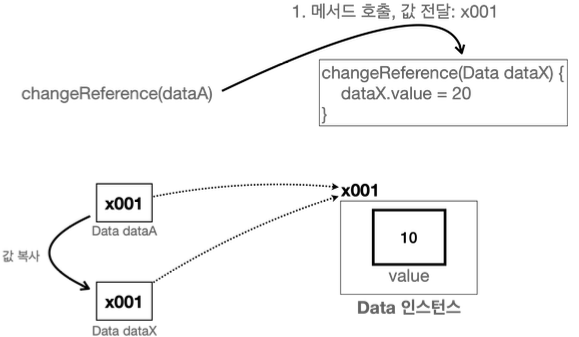 1. 메서드 호출, 값 전달: x001
changeReference(dataA)
changeReference(Data dataX) {
dataX.value = 20
}
x001
Data dataA
값 복사
x001
Data dataX
x001
10
value
Data 인스턴스